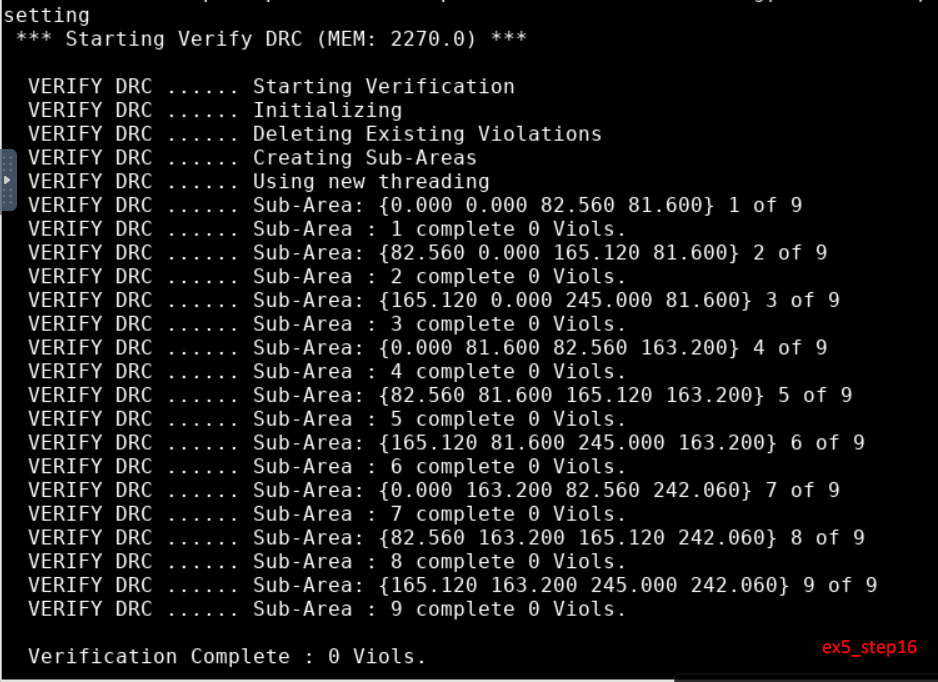 setting
*** Starting Verify DRC (MEM: 2270.0) ***
VERIFY DRC ...... Starting Verification
VERIFY DRC ...... Initializing
VERIFY DRC ...... Deleting Existing Violations
VERIFY DRC ...... Creating Sub-Areas
VERIFY DRC ...... Using new threading
VERIFY DRC ...... Sub-Area: {0.000 0.000 82.560 81.600} 1 of 9
VERIFY DRC ...... Sub-Area : 1 complete 0 Viols.
VERIFY DRC ...... Sub-Area: {82.560 0.000 165.120 81.600} 2 of 9
VERIFY DRC ...... Sub-Area : 2 complete 0 Viols.
VERIFY DRC ...... Sub-Area: {165.120 0.000 245.000 81.600} 3 of 9
VERIFY DRC ...... Sub-Area : 3 complete 0 Viols.
VERIFY DRC ...... Sub-Area: {0.000 81.600 82.560 163.200} 4 of 9
VERIFY DRC ...... Sub-Area : 4 complete 0 Viols.
VERIFY DRC ...... Sub-Area: {82.560 81.600 165.120 163.200} 5 of 9
VERIFY DRC ...... Sub-Area : 5 complete 0 Viols.
VERIFY DRC ...... Sub-Area: {165.120 81.600 245.000 163.200} 6 of 9
VERIFY DRC ...... Sub-Area : 6 complete 0 Viols.
VERIFY DRC ...... Sub-Area: {0.000 163.200 82.560 242.060} 7 of 9
VERIFY DRC ...... Sub-Area : 7 complete 0 Viols.
VERIFY DRC ...... Sub-Area: {82.560 163.200 165.120 242.060} 8 of 9
VERIFY DRC ...... Sub-Area : 8 complete 0 Viols.
VERIFY DRC ...... Sub-Area: {165.120 163.200 245.000 242.060} 9 of 9
VERIFY DRC ...... Sub-Area : 9 complete 0 Viols.
Verification Complete : 0 Viols.
ex5_step16